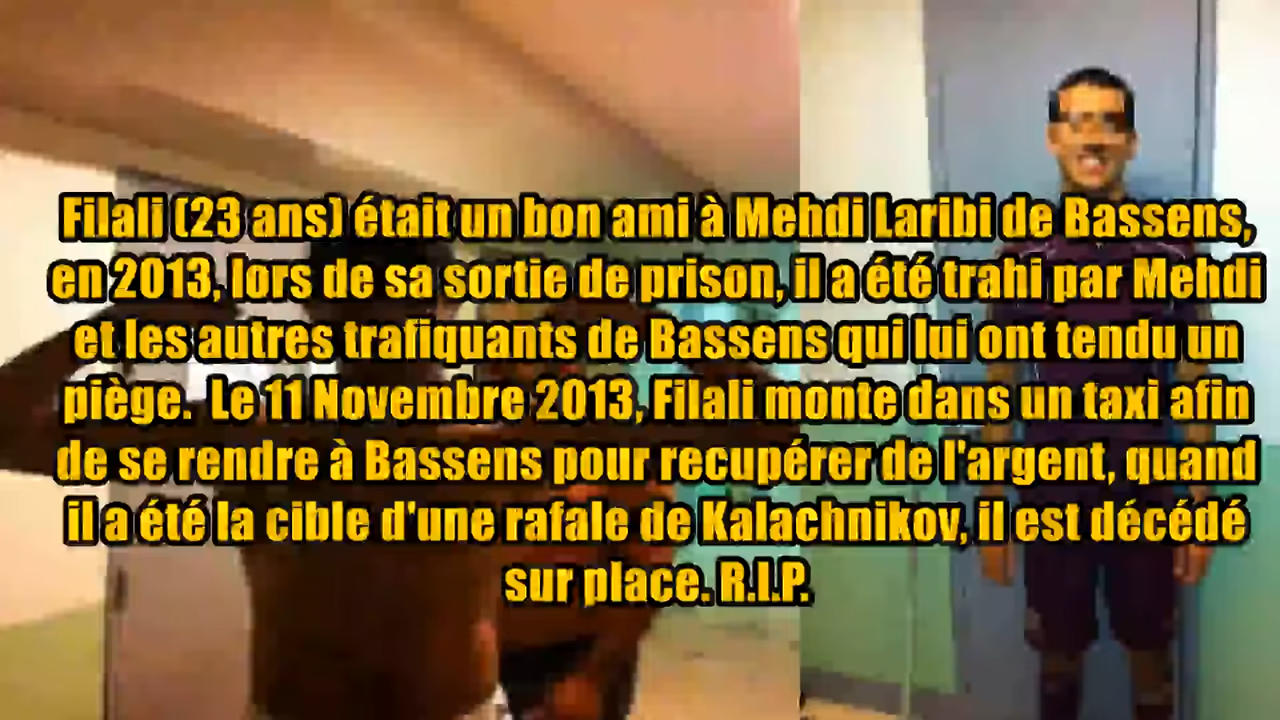 Filali (23 ans) était un bon ami à Mehdi Laribi de Bassens,
en 2013, lors de sa sortie de prison, il a été trahi par Mehdi
et les autres trafiquants de Bassens qui lui ont tendu un
piège. Le 11 Novembre 2013, Filali monte dans un taxi afin
de se rendre à Bassens pour recupérer de l'argent, quand
il a été la cible d'une rafale de Kalachnikov, il est décédé
sur place. R.I.P.